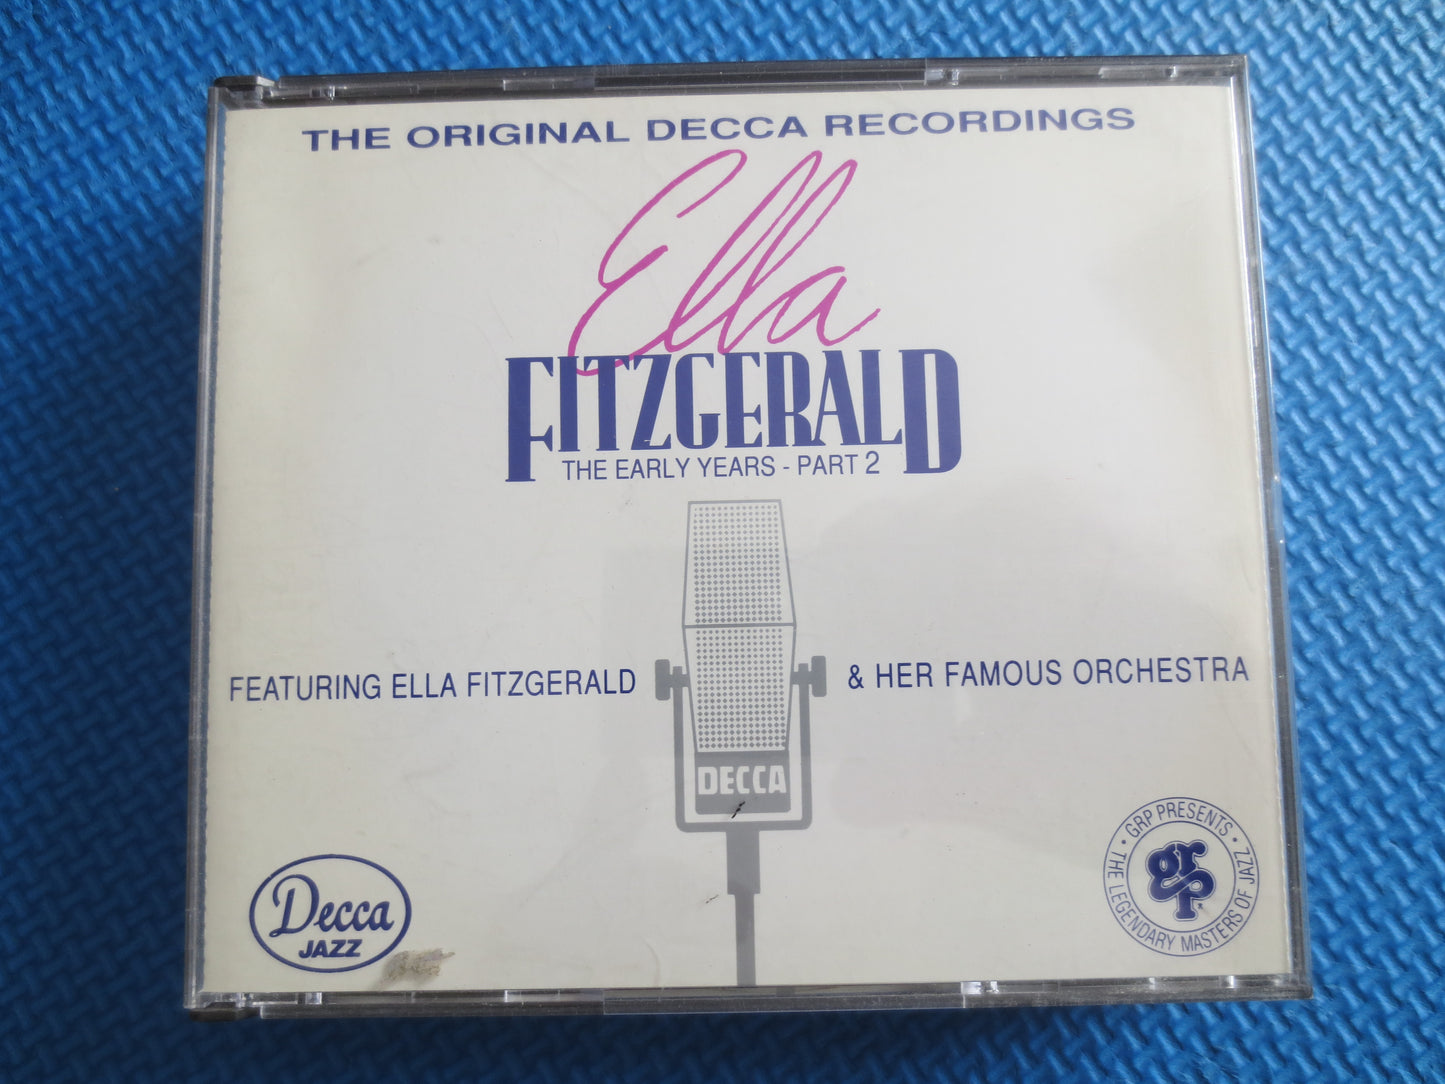 THE ORIGINAL DECCA RECORDINGS
Ella
FITZGERALD
THE EARLY YEARS - PART 2
FEATURING ELLA FITZGERALD & HER FAMOUS ORCHESTRA
DECCA
Decca
JAZZ
• GRP PRESENTS •
THE LEGENDARY MASTERS OF JAZZ
grp